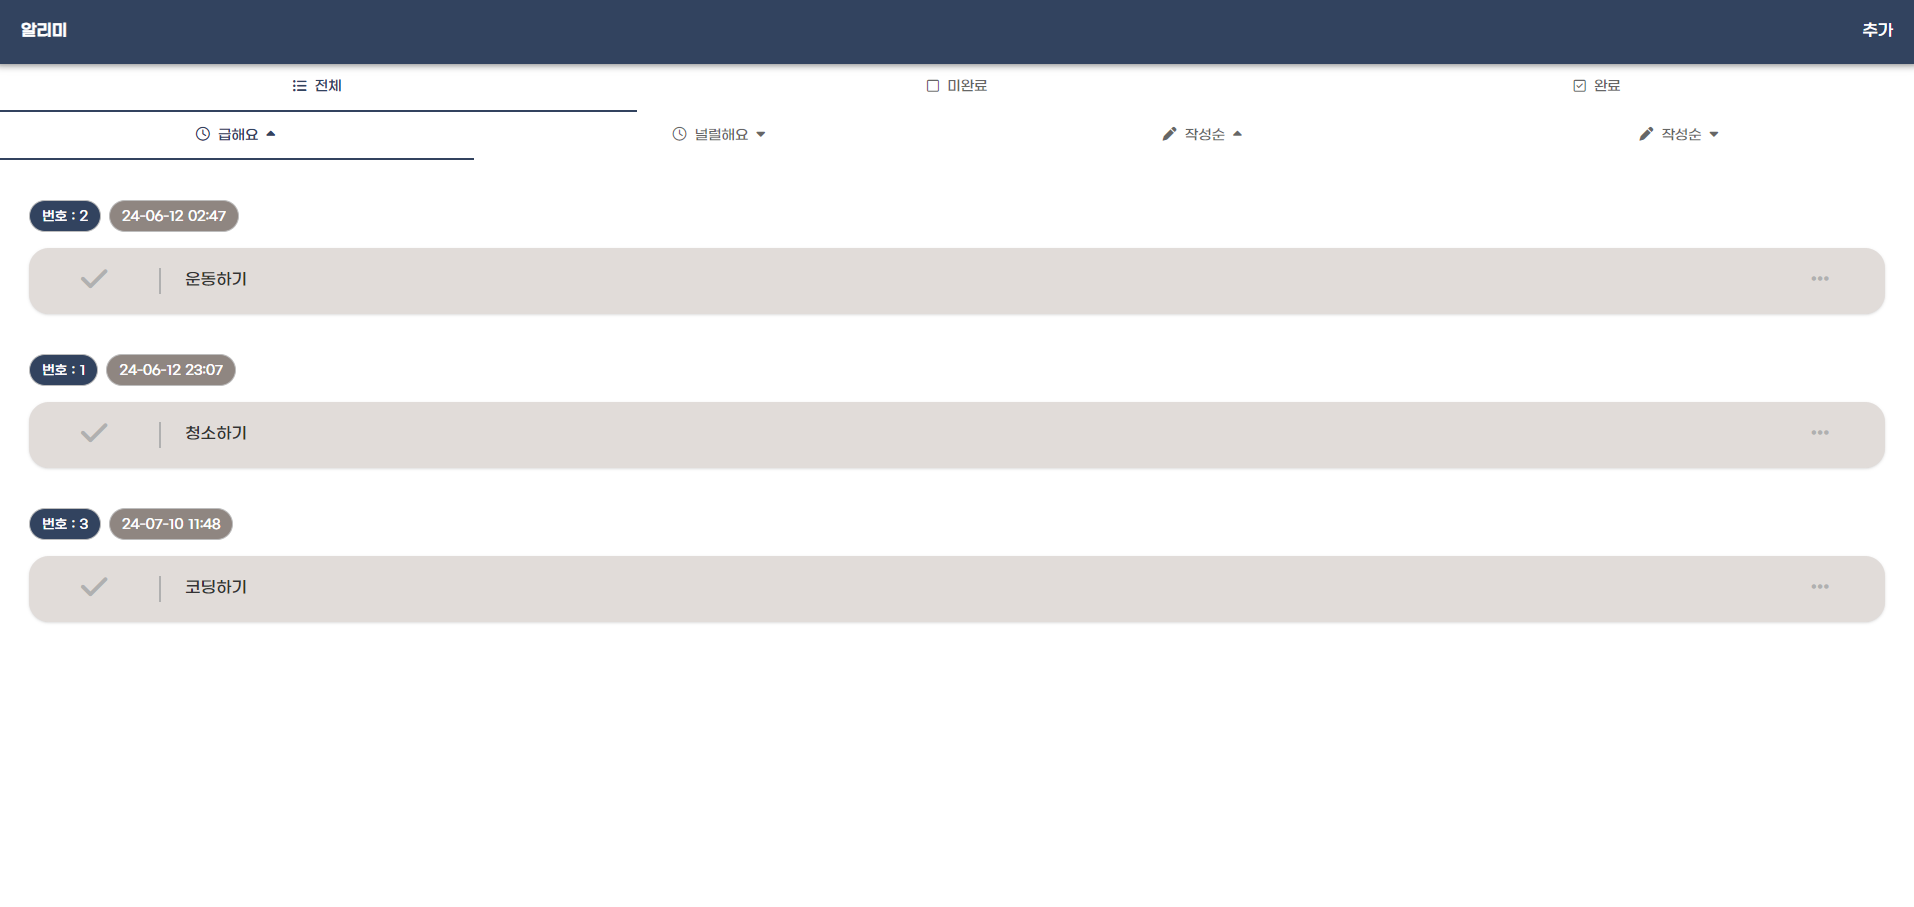 알리미 추가
전체 미완료 완료
급해요 널럴해요 작성순 작성순
번호 : 2 24-06-12 02:47
운동하기
번호 : 1 24-06-12 23:07
청소하기
번호 : 3 24-07-10 11:48
코딩하기